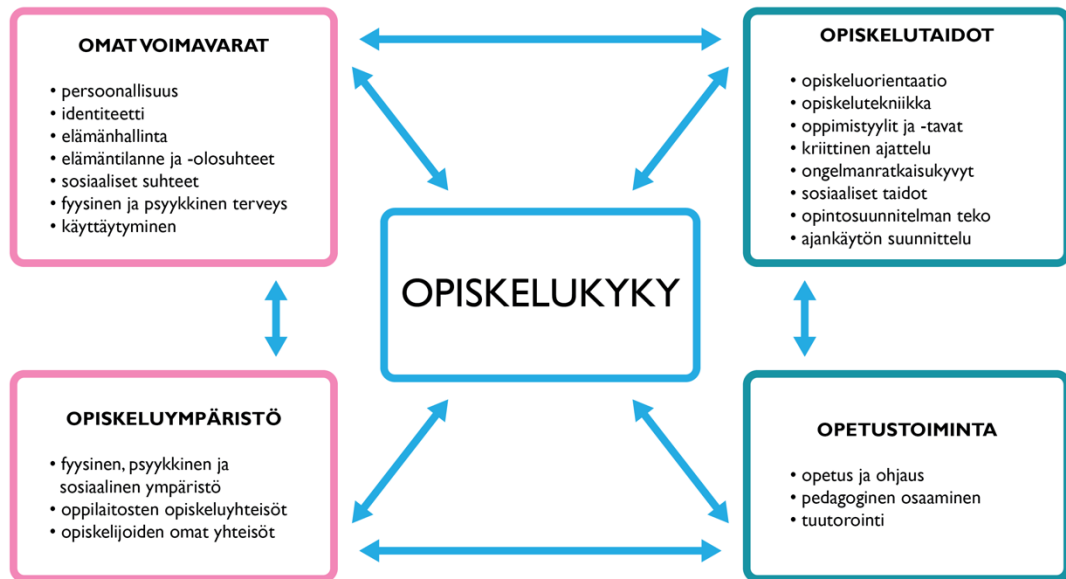 OMAT VOIMAVARAT
• persoonallisuus
• identiteetti
• elämänhallinta
• elämäntilanne ja -olosuhteet
• sosiaaliset suhteet
• fyysinen ja psyykkinen terveys
• käyttäytyminen
OPISKELUTAIDOT
• opiskeluorientaatio
• opiskelutekniikka
• oppimistyylit ja -tavat
• kriittinen ajattelu
• ongelmanratkaisukyvyt
• sosiaaliset taidot
• opintosuunnitelman teko
• ajankäytön suunnittelu
OPISKELUKYKY
OPISKELUYMPÄRISTÖ
• fyysinen, psyykkinen ja
sosiaalinen ympäristö
• oppilaitosten opiskeluyhteisöt
• opiskelijoiden omat yhteisöt
OPETUSTOIMINTA
• opetus ja ohjaus
• pedagoginen osaaminen
• tuutorointi